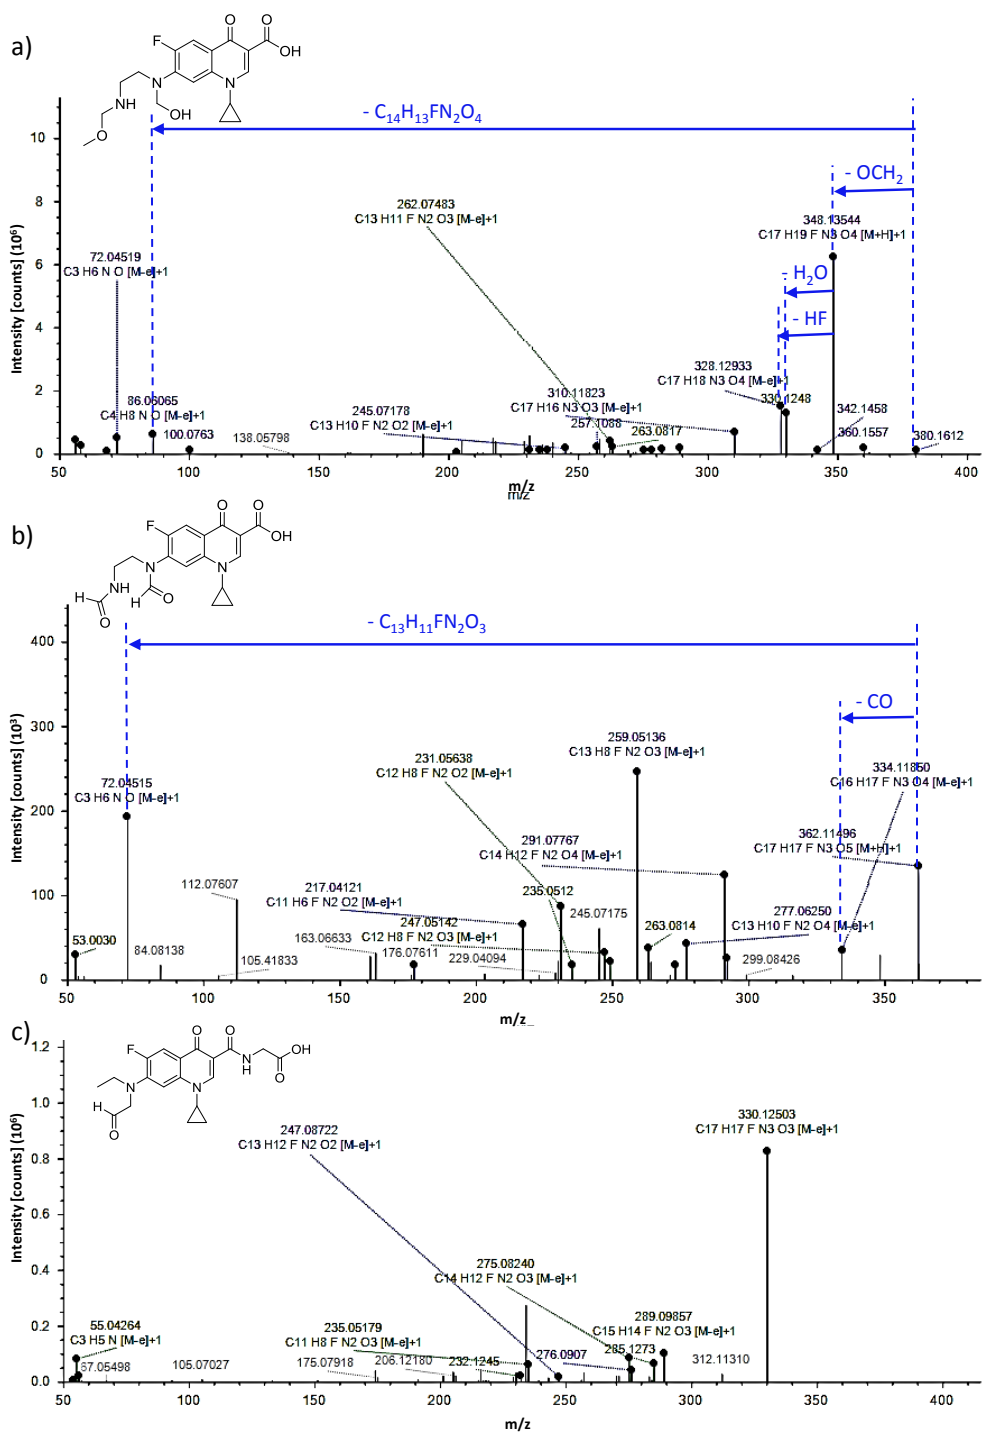 a)
O
O
F
OH
N
N
NH
OH
O
- C14H13FN2O4
- OCH2
- H2O
- HF
262.07483
C13 H11 F N2 O3 [M-e]+1
348.13544
C17 H19 F N3 O4 [M+H]+1
72.04519
C3 H6 N O [M-e]+1
328.12933
C17 H18 N3 O4 [M-e]+1
330.1248
86.06065
C4 H8 N O [M-e]+1
310.11823
C17 H16 N3 O3 [M-e]+1
245.07178
C13 H10 F N2 O2 [M-e]+1
257.1088
342.1458
100.0763
138.05798
263.0817
360.1557
380.1612
Intensity [counts] (10⁶)
10
8
6
4
2
0
50
100
150
200
250
300
350
400
m/z
m/z
b)
O
O
F
OH
N
N
NH
H
H
O
O
- C13H11FN2O3
- CO
259.05136
C13 H8 F N2 O3 [M-e]+1
231.05638
C12 H8 F N2 O2 [M-e]+1
334.11850
C16 H17 F N3 O4 [M-e]+1
72.04515
C3 H6 N O [M-e]+1
291.07767
C14 H12 F N2 O4 [M-e]+1
362.11496
C17 H17 F N3 O5 [M+H]+1
112.07607
217.04121
C11 H6 F N2 O2 [M-e]+1
235.0512
245.07175
277.06250
C13 H10 F N2 O4 [M-e]+1
247.05142
C12 H8 F N2 O3 [M-e]+1
263.0814
53.0030
84.08138
105.41833
163.06633
176.07611
229.04094
299.08426
Intensity [counts] (10³)
400
300
200
100
0
50
100
150
200
250
300
350
m/z
c)
O
O
F
OH
N
H
O
N
N
H
O
247.08722
C13 H12 F N2 O2 [M-e]+1
330.12503
C17 H17 F N3 O3 [M-e]+1
275.08240
C14 H12 F N2 O3 [M-e]+1
289.09857
C15 H14 F N2 O3 [M-e]+1
55.04264
C3 H5 N [M-e]+1
235.05179
C11 H8 F N2 O3 [M-e]+1
67.05498
105.07027
175.07918
206.12180
232.1245
276.0907
285.1273
312.11310
Intensity [counts] (10⁶)
1.2
1.0
0.8
0.6
0.4
0.2
0.0
50
100
150
200
250
300
350
400
m/z